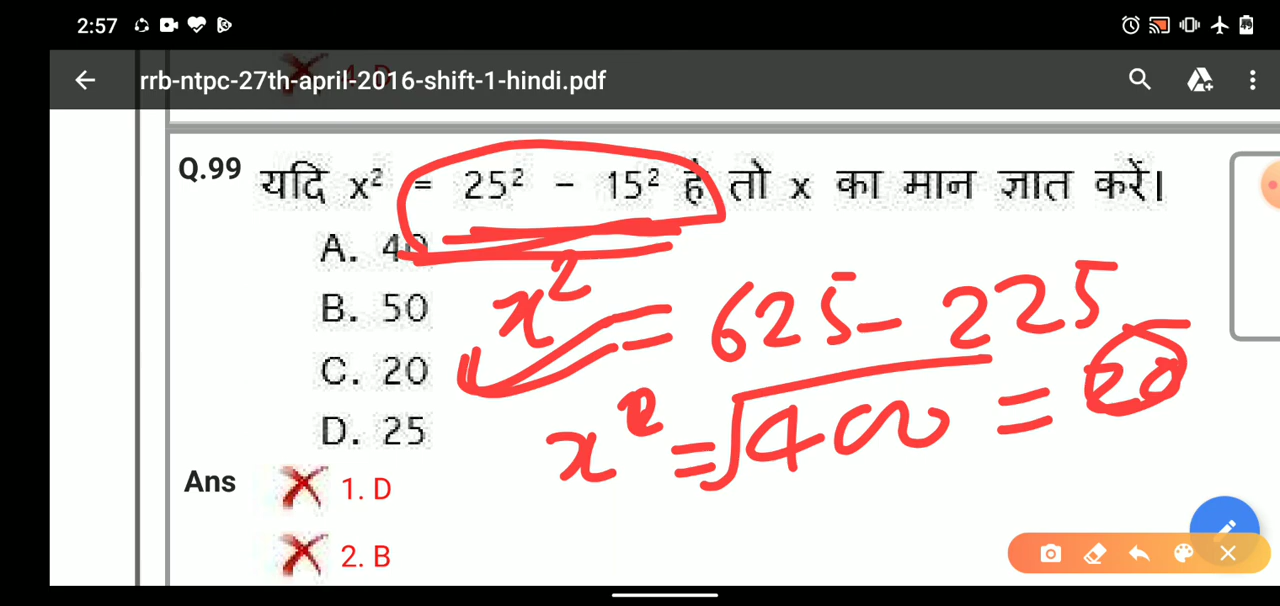 2:57
49
rrb-ntpc-27th-april-2016-shift-1-hindi.pdf
Q.99 यदि x² = 25² – 15² है तो x का मान ज्ञात करें।
A. 40
B. 50
x² = 625 – 225
C. 20
x² = √400 = 20
D. 25
Ans
1. D
2. B